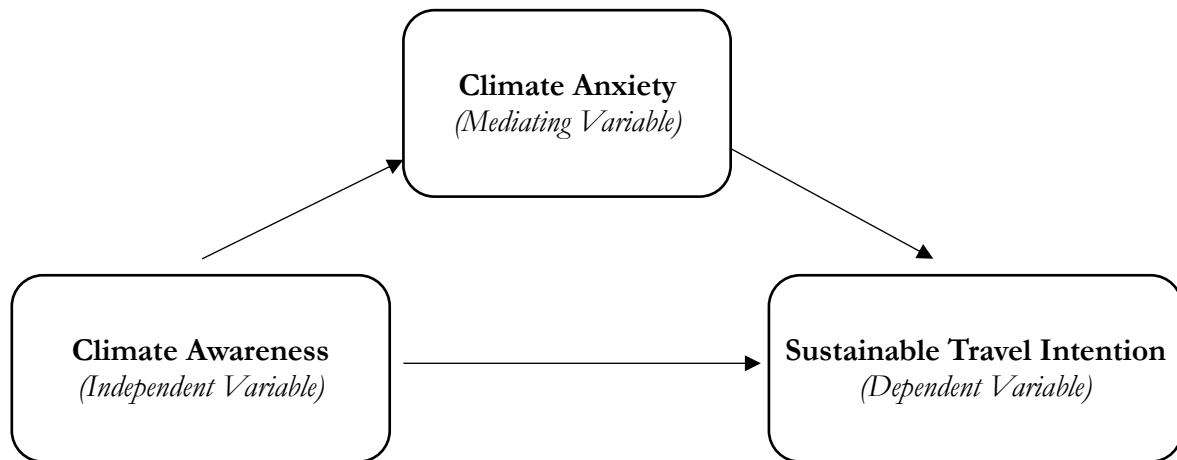 Climate Anxiety
(Mediating Variable)
Climate Awareness
(Independent Variable)
Sustainable Travel Intention
(Dependent Variable)